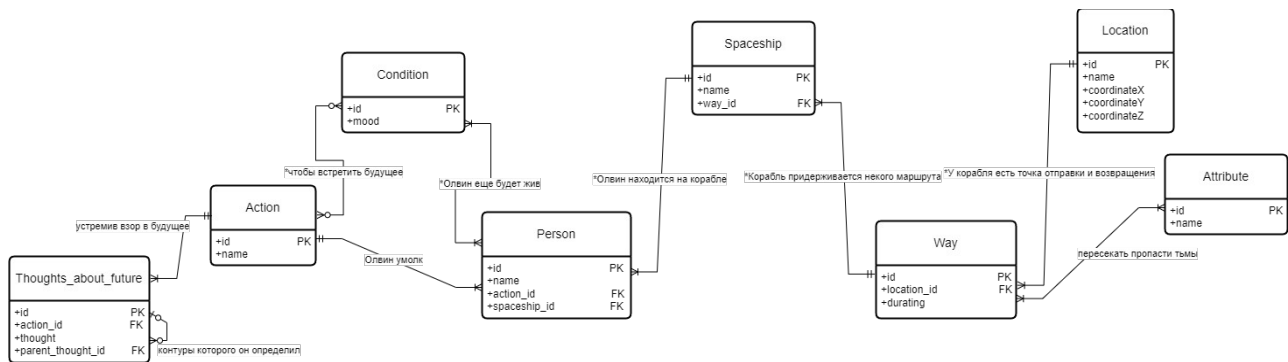 Spaceship
+id PK
+name
+way_id FK
Location
+id PK
+name
+coordinateX
+coordinateY
+coordinateZ
Condition
+id PK
+mood
*чтобы встретить будущее
*Олвин еще будет жив
*Олвин находится на корабле
*Корабль придерживается некого маршрута
*У корабля есть точка отправки и возвращения
Attribute
+id PK
+name
Action
+id PK
+name
устремив взор в будущее
Олвин умолк
Person
+id PK
+name
+action_id FK
+spaceship_id FK
Way
+id PK
+location_id FK
+durating
пересекать пропасти тьмы
Thoughts_about_future
+id PK
+action_id FK
+thought
+parent_thought_id FK
контуры которого он определил